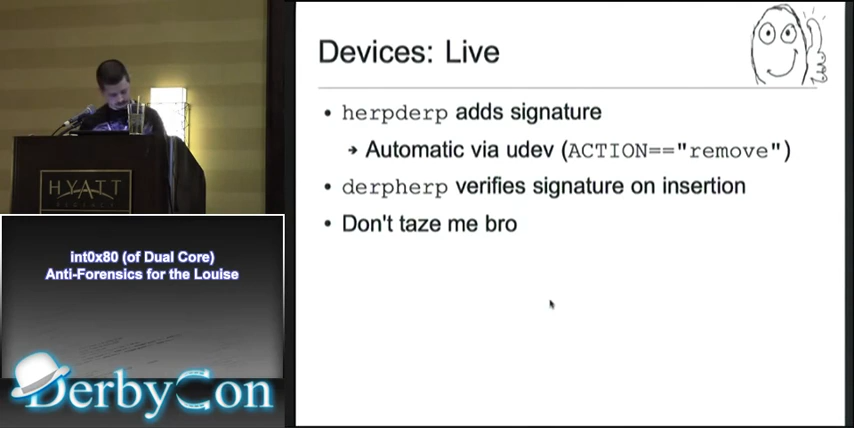 Devices: Live
• herpderp adds signature
➔ Automatic via udev (ACTION=="remove")
• derpherp verifies signature on insertion
• Don't taze me bro
HYATT
int0x80 (of Dual Core)
Anti-Forensics for the Louise
DerbyCon